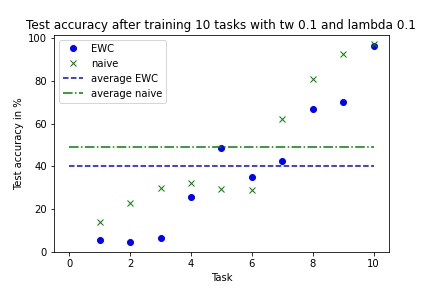 Test accuracy after training 10 tasks with tw 0.1 and lambda 0.1
EWC
naive
average EWC
average naive
Test accuracy in %
100
80
60
40
20
0
0 2 4 6 8 10
Task